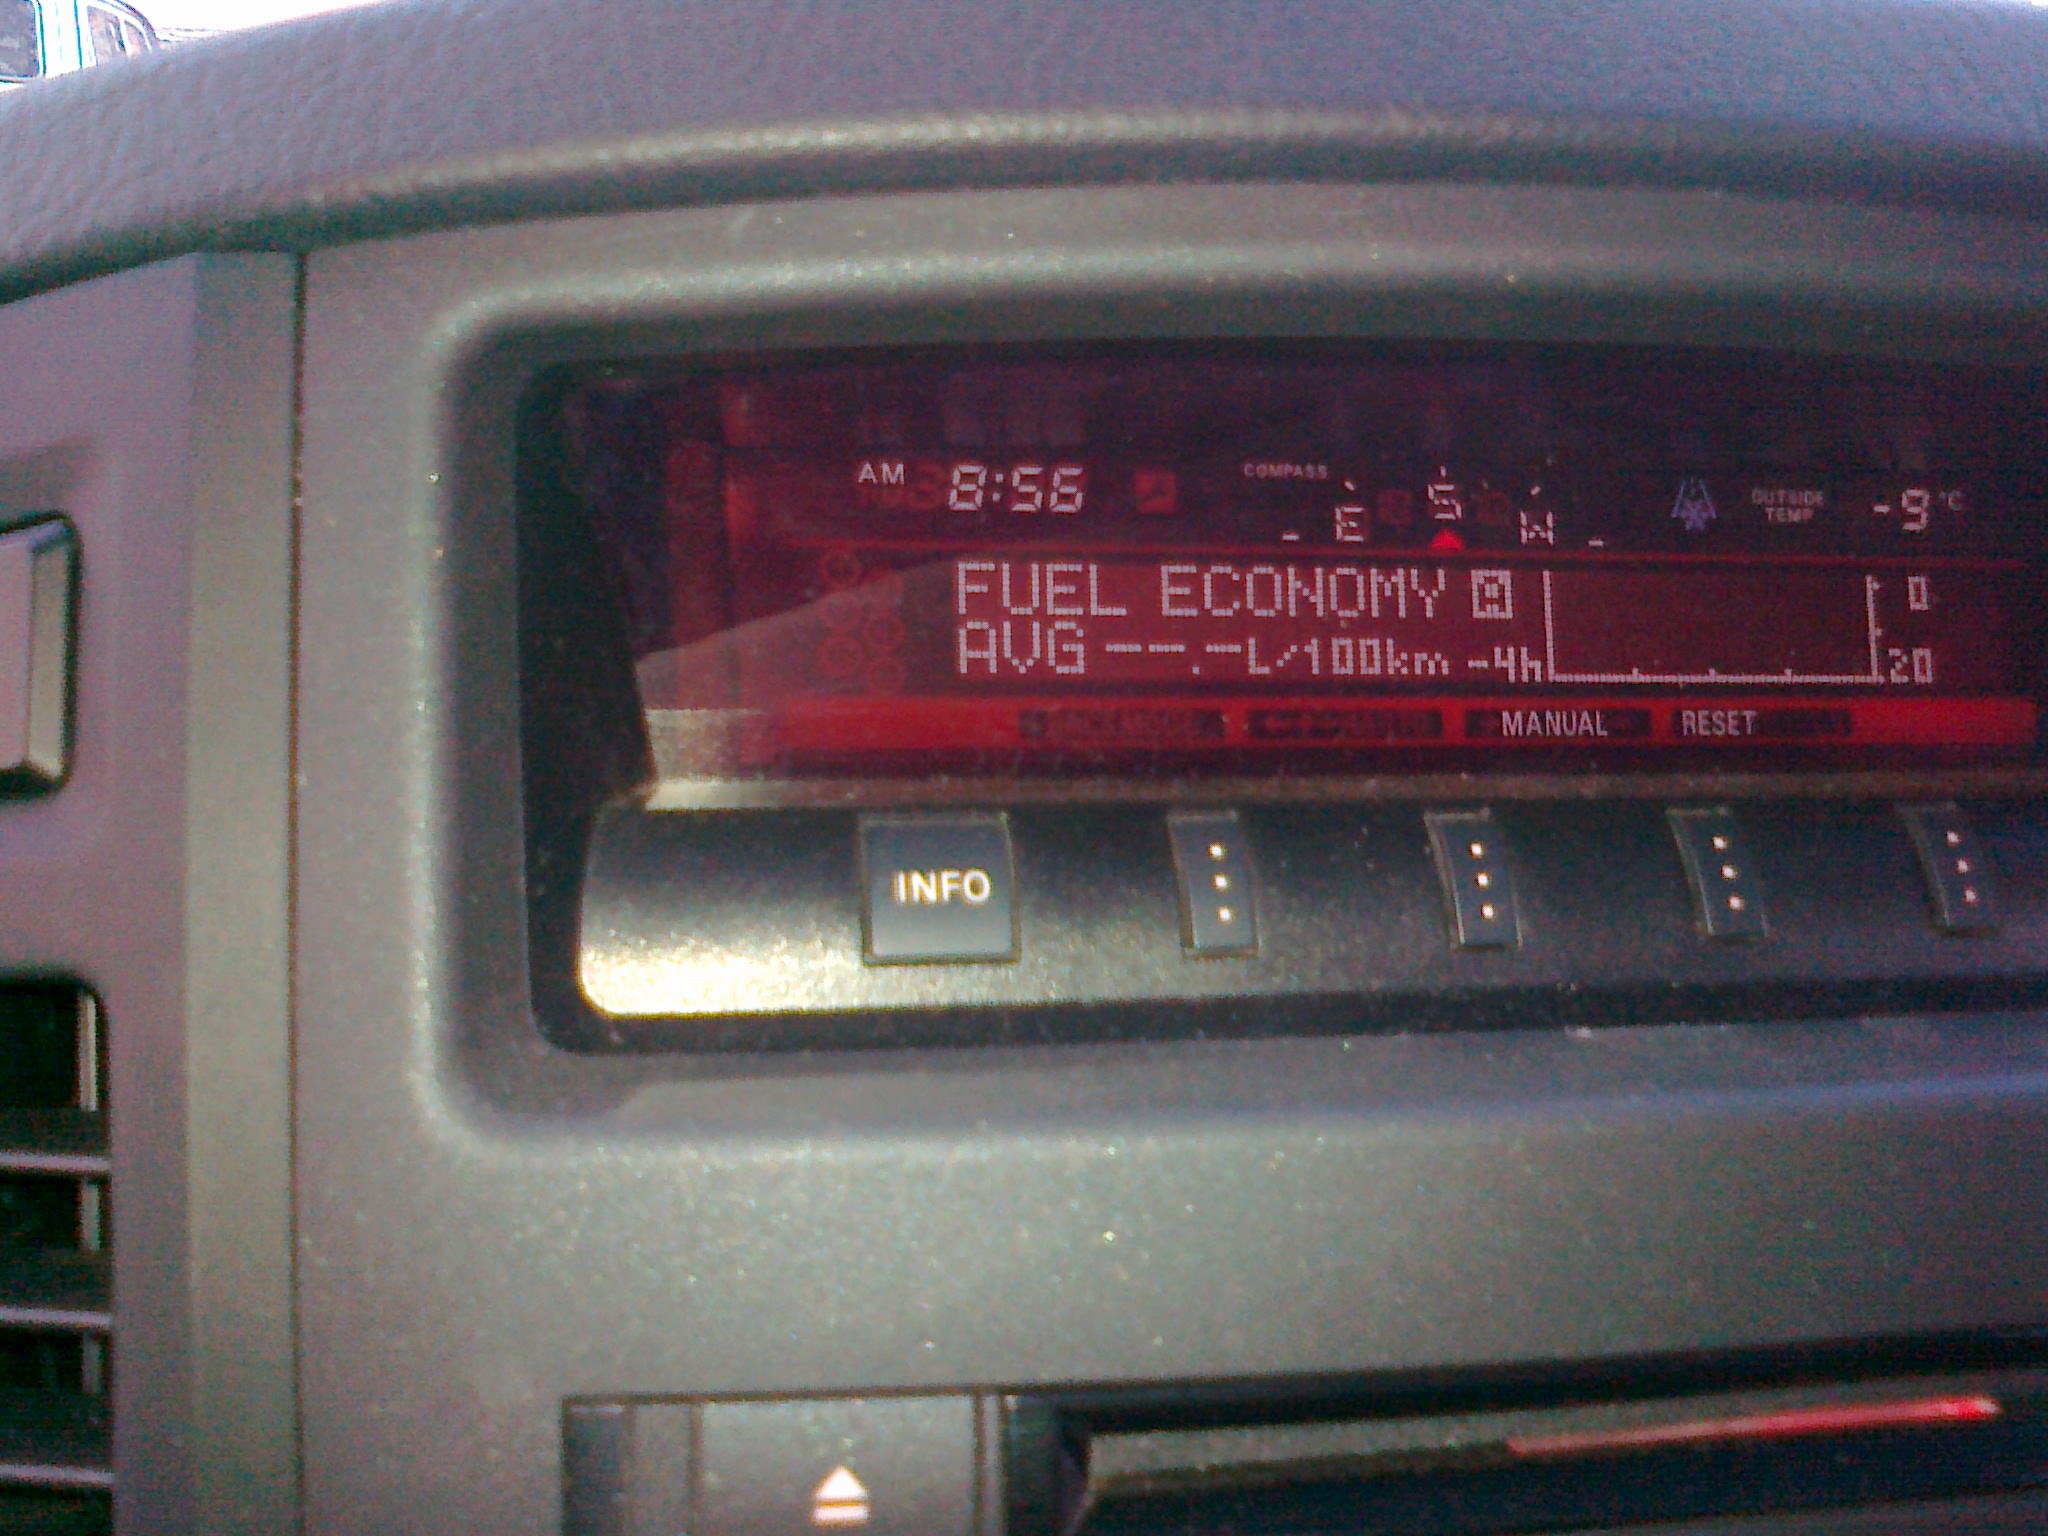 AM 8:56 COMPASS E S W OUTSIDE TEMP -9°C
FUEL ECONOMY 0
AVG --.-L/100km -4h 20
MANUAL RESET
INFO